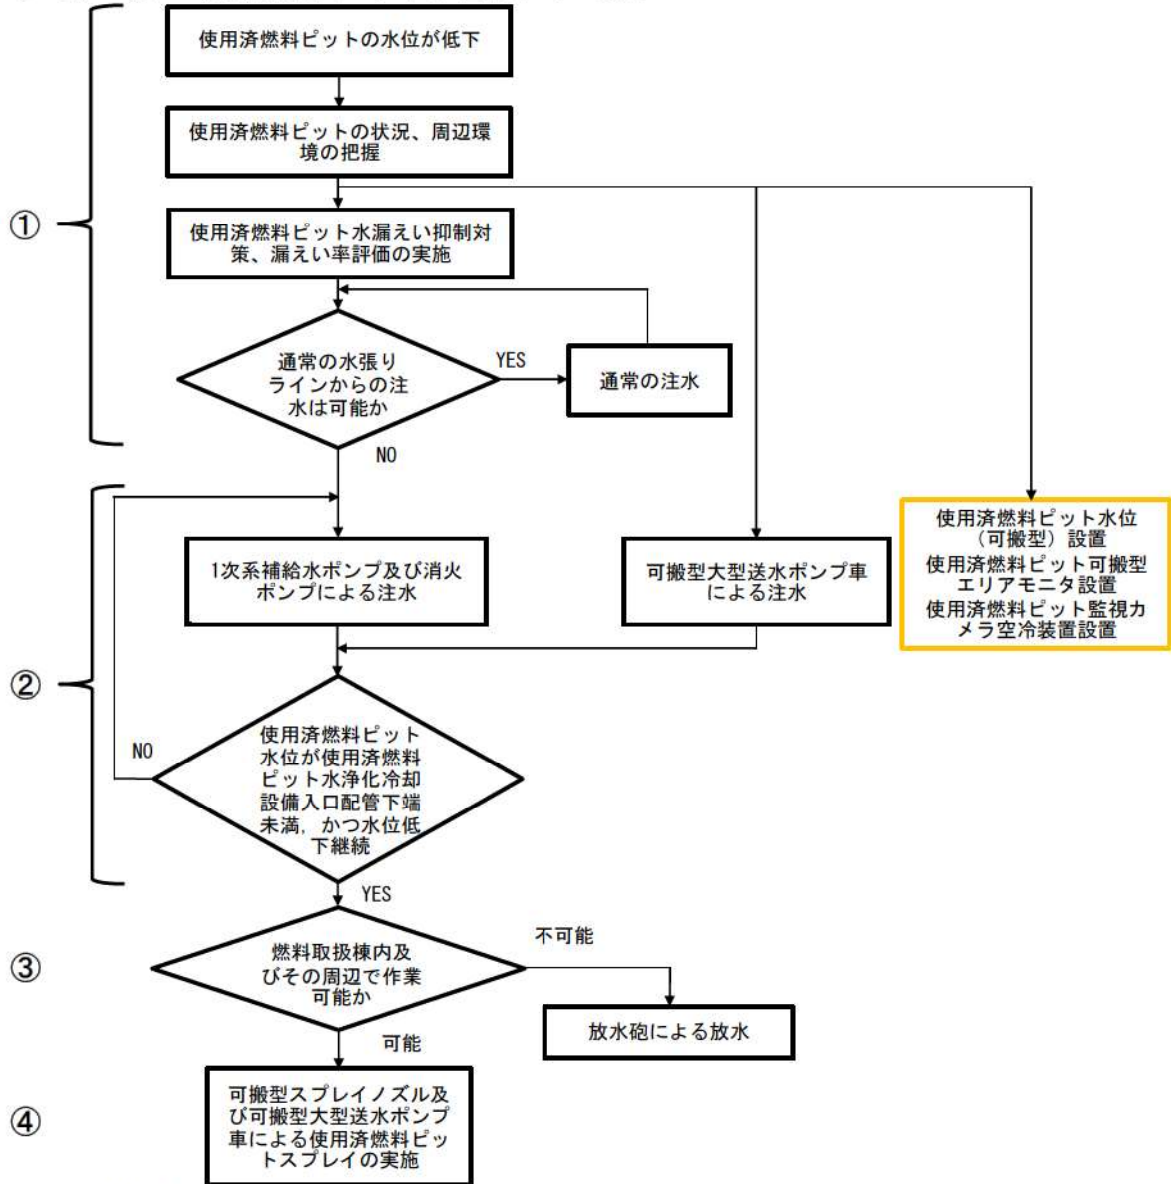 使用済燃料ピットの水位が低下
使用済燃料ピットの状況、周辺環
境の把握
①
使用済燃料ピット水漏えい抑制対
策、漏えい率評価の実施
通常の水張り
ラインからの注
水は可能か
YES
通常の注水
NO
1次系補給水ポンプ及び消火
ポンプによる注水
可搬型大型送水ポンプ車
による注水
使用済燃料ピット水位
（可搬型）設置
使用済燃料ピット可搬型
エリアモニタ設置
使用済燃料ピット監視カ
メラ空冷装置設置
②
NO
使用済燃料ピット
水位が使用済燃料
ピット水浄化冷却
設備入口配管下端
未満，かつ水位低
下継続
YES
③
燃料取扱棟内及
びその周辺で作業
可能か
不可能
放水砲による放水
可能
④
可搬型スプレイノズル及
び可搬型大型送水ポンプ
車による使用済燃料ピッ
トスプレイの実施